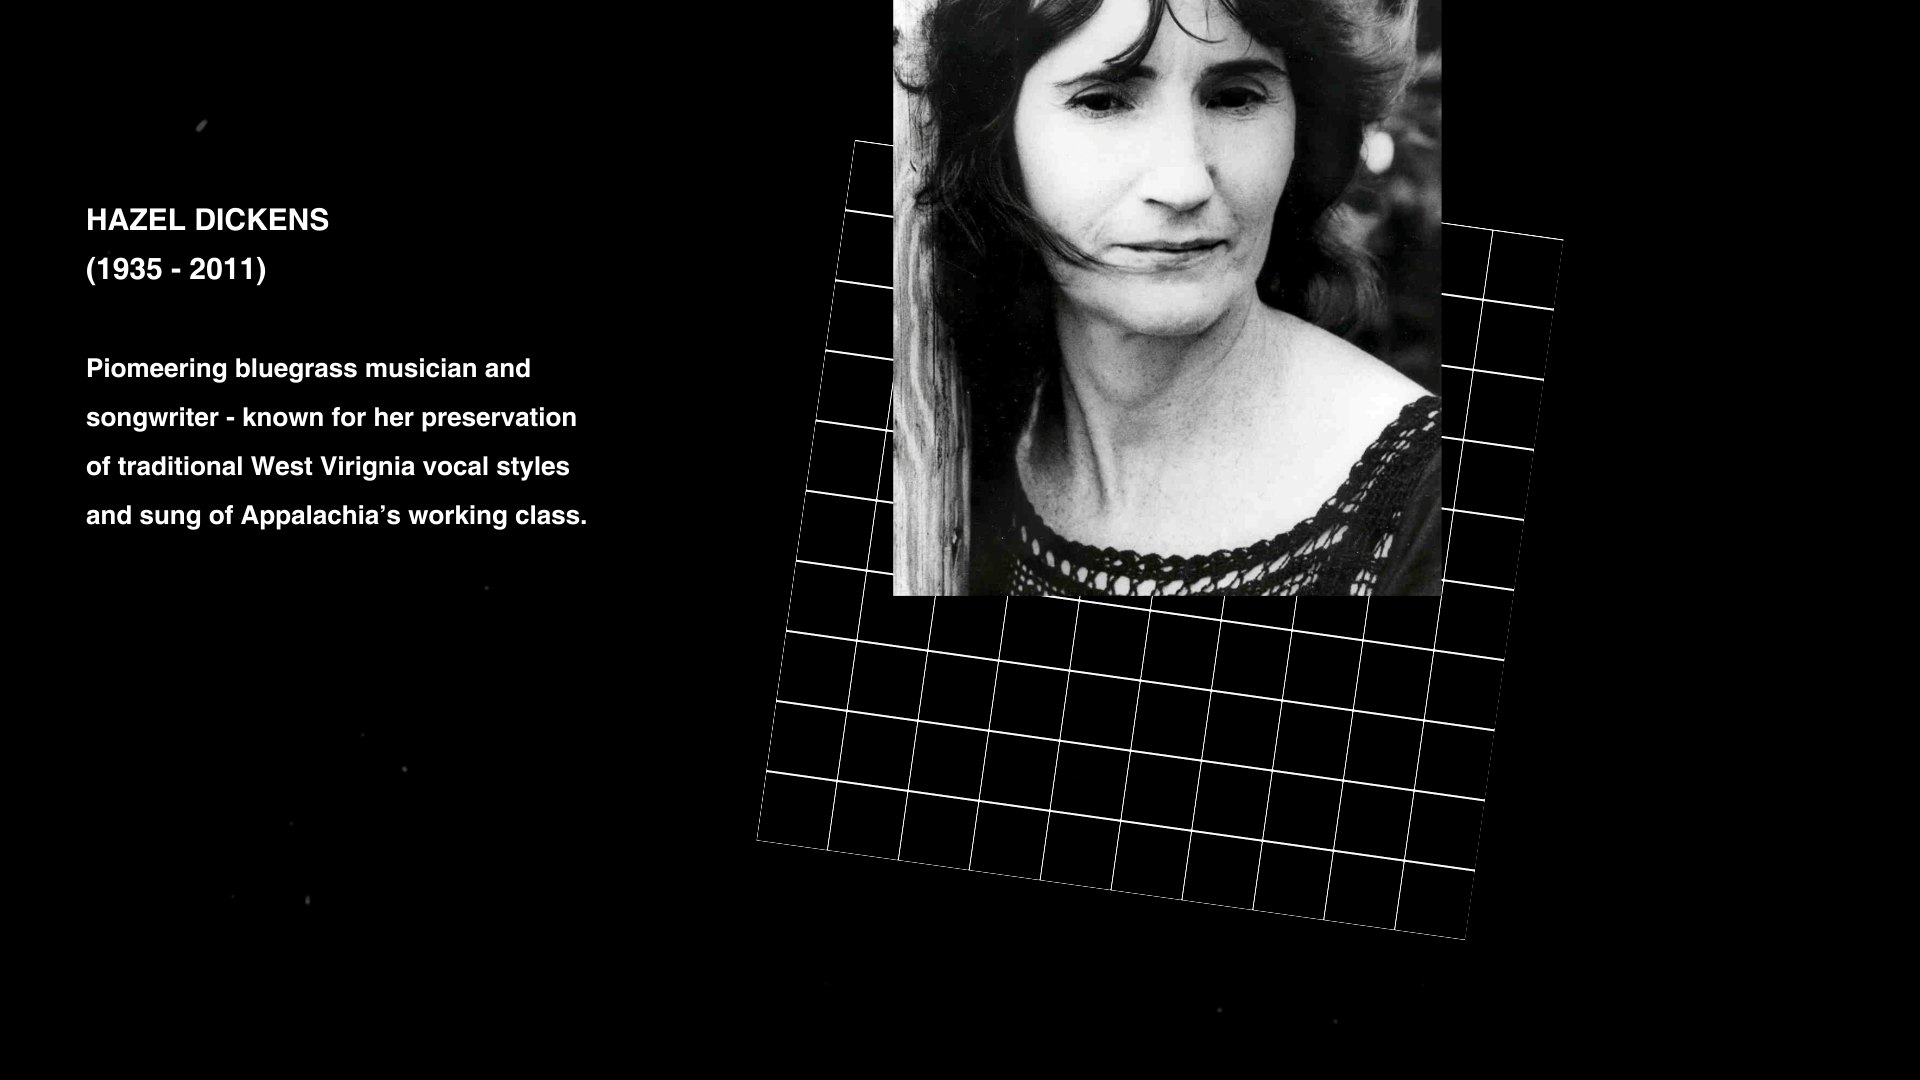 HAZEL DICKENS
(1935 - 2011)
Piomeering bluegrass musician and
songwriter - known for her preservation
of traditional West Virignia vocal styles
and sung of Appalachia’s working class.